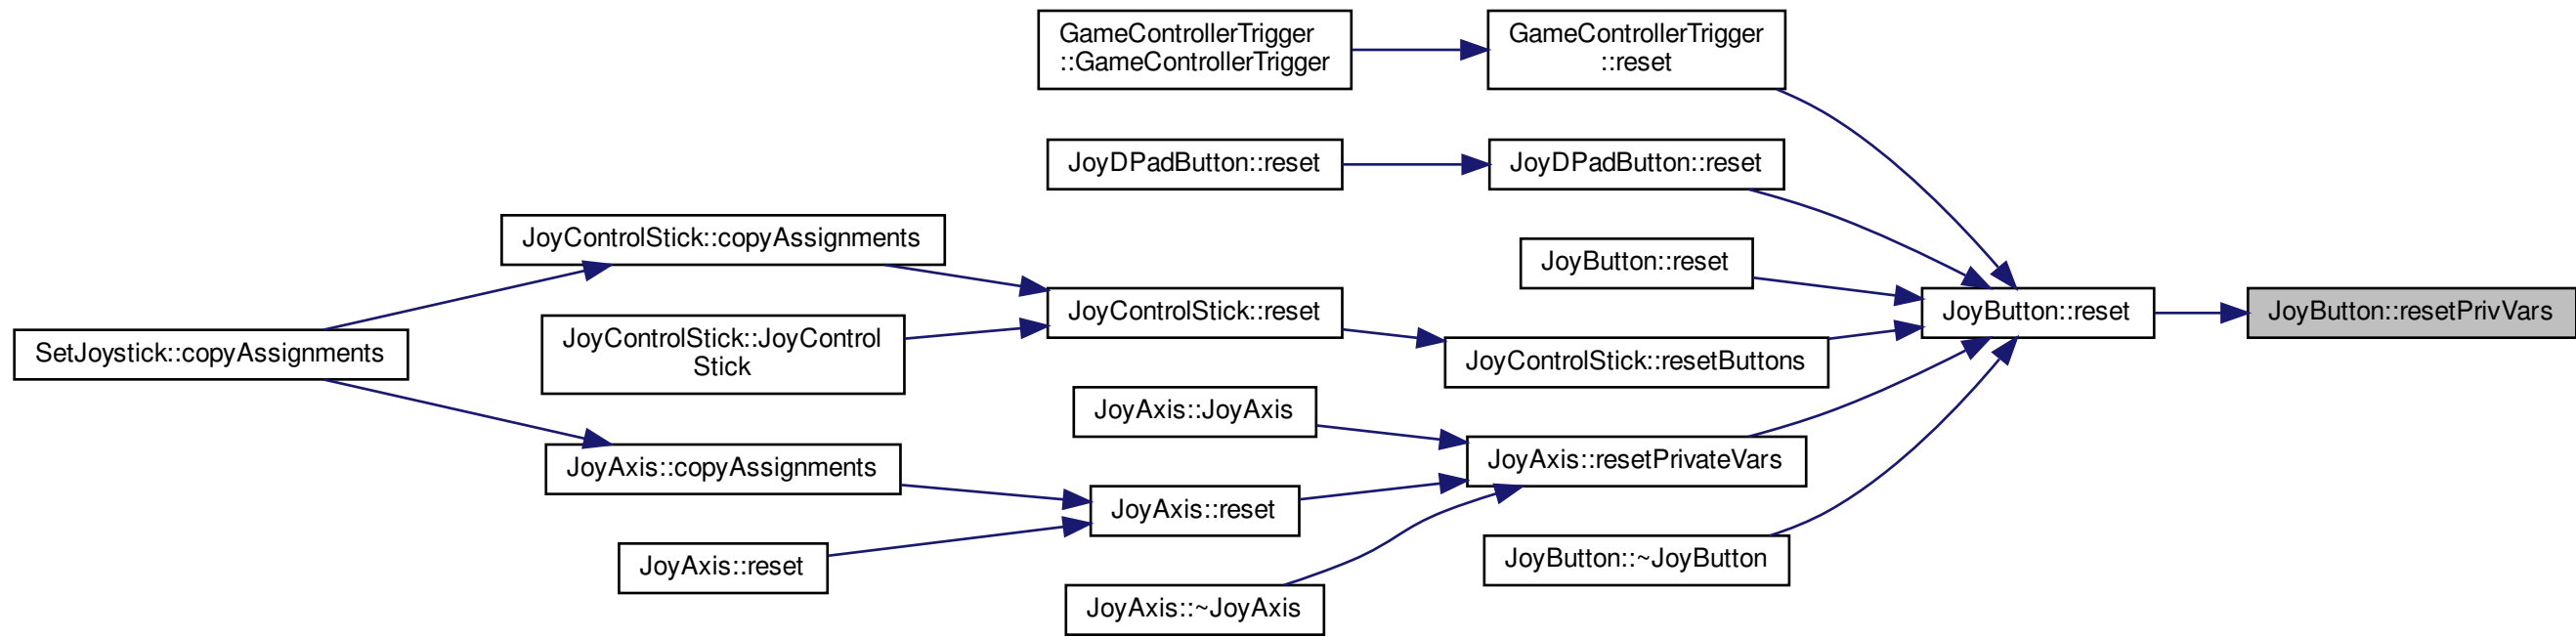 GameControllerTrigger
::GameControllerTrigger
GameControllerTrigger
::reset
JoyDPadButton::reset
JoyDPadButton::reset
JoyControlStick::copyAssignments
JoyButton::reset
JoyControlStick::reset
JoyButton::reset
JoyButton::resetPrivVars
SetJoystick::copyAssignments
JoyControlStick::JoyControl
Stick
JoyControlStick::resetButtons
JoyAxis::JoyAxis
JoyAxis::copyAssignments
JoyAxis::resetPrivateVars
JoyAxis::reset
JoyAxis::reset
JoyButton::~JoyButton
JoyAxis::~JoyAxis